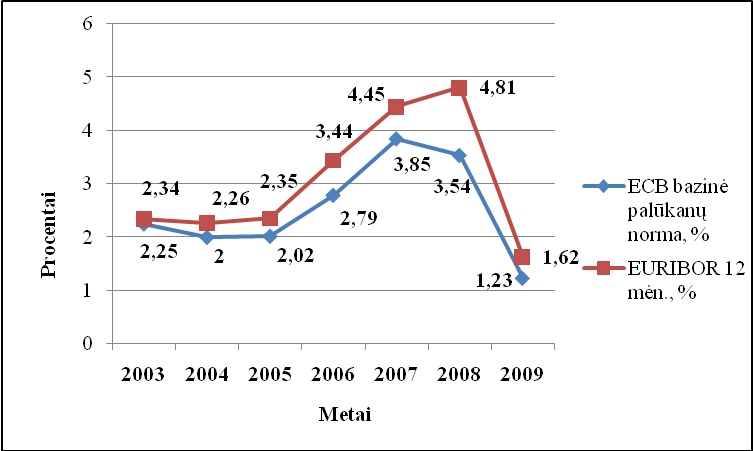 6
5
4
3
2
1
0
Procentai
2,34
2,26
2,35
3,44
4,45
4,81
1,62
2,25
2
2,02
2,79
3,85
3,54
1,23
2003 2004 2005 2006 2007 2008 2009
Metai
ECB bazinė
palūkanų
norma, %
EURIBOR 12
mėn., %